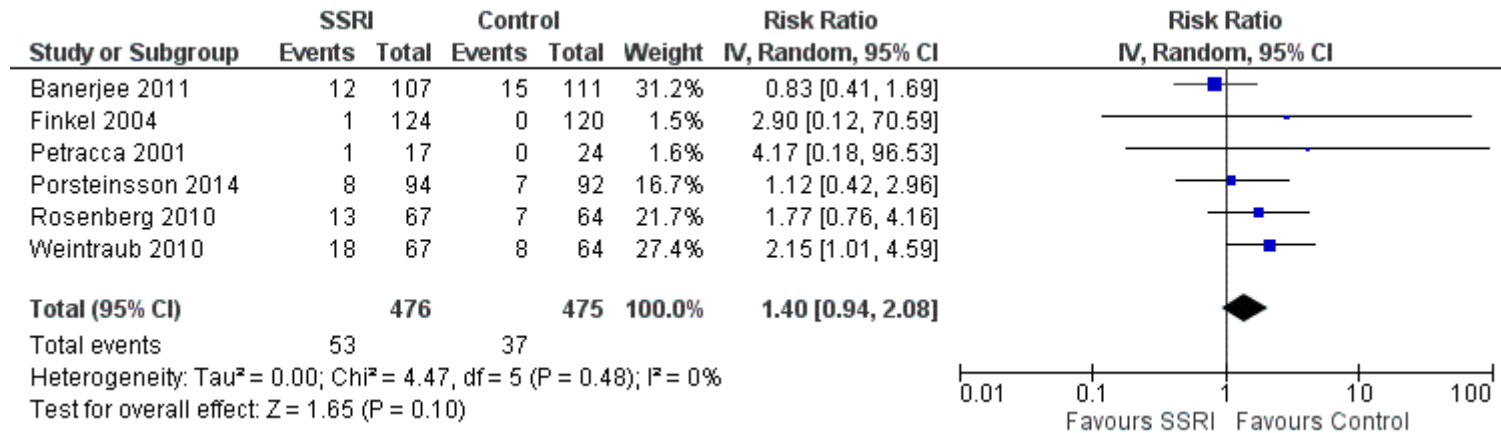 SSRI Control Risk Ratio Risk Ratio
Study or Subgroup Events Total Events Total Weight IV, Random, 95% CI IV, Random, 95% CI
Banerjee 2011 12 107 15 111 31.2% 0.83 [0.41, 1.69]
Finkel 2004 1 124 0 120 1.5% 2.90 [0.12, 70.59]
Petracca 2001 1 17 0 24 1.6% 4.17 [0.18, 96.53]
Porsteinsson 2014 8 94 7 92 16.7% 1.12 [0.42, 2.96]
Rosenberg 2010 13 67 7 64 21.7% 1.77 [0.76, 4.16]
Weintraub 2010 18 67 8 64 27.4% 2.15 [1.01, 4.59]
Total (95% CI) 476 475 100.0% 1.40 [0.94, 2.08]
Total events 53 37
Heterogeneity: Tau² = 0.00; Chi² = 4.47, df = 5 (P = 0.48); I² = 0%
Test for overall effect: Z = 1.65 (P = 0.10)
0.01 0.1 1 10 100
Favours SSRI Favours Control